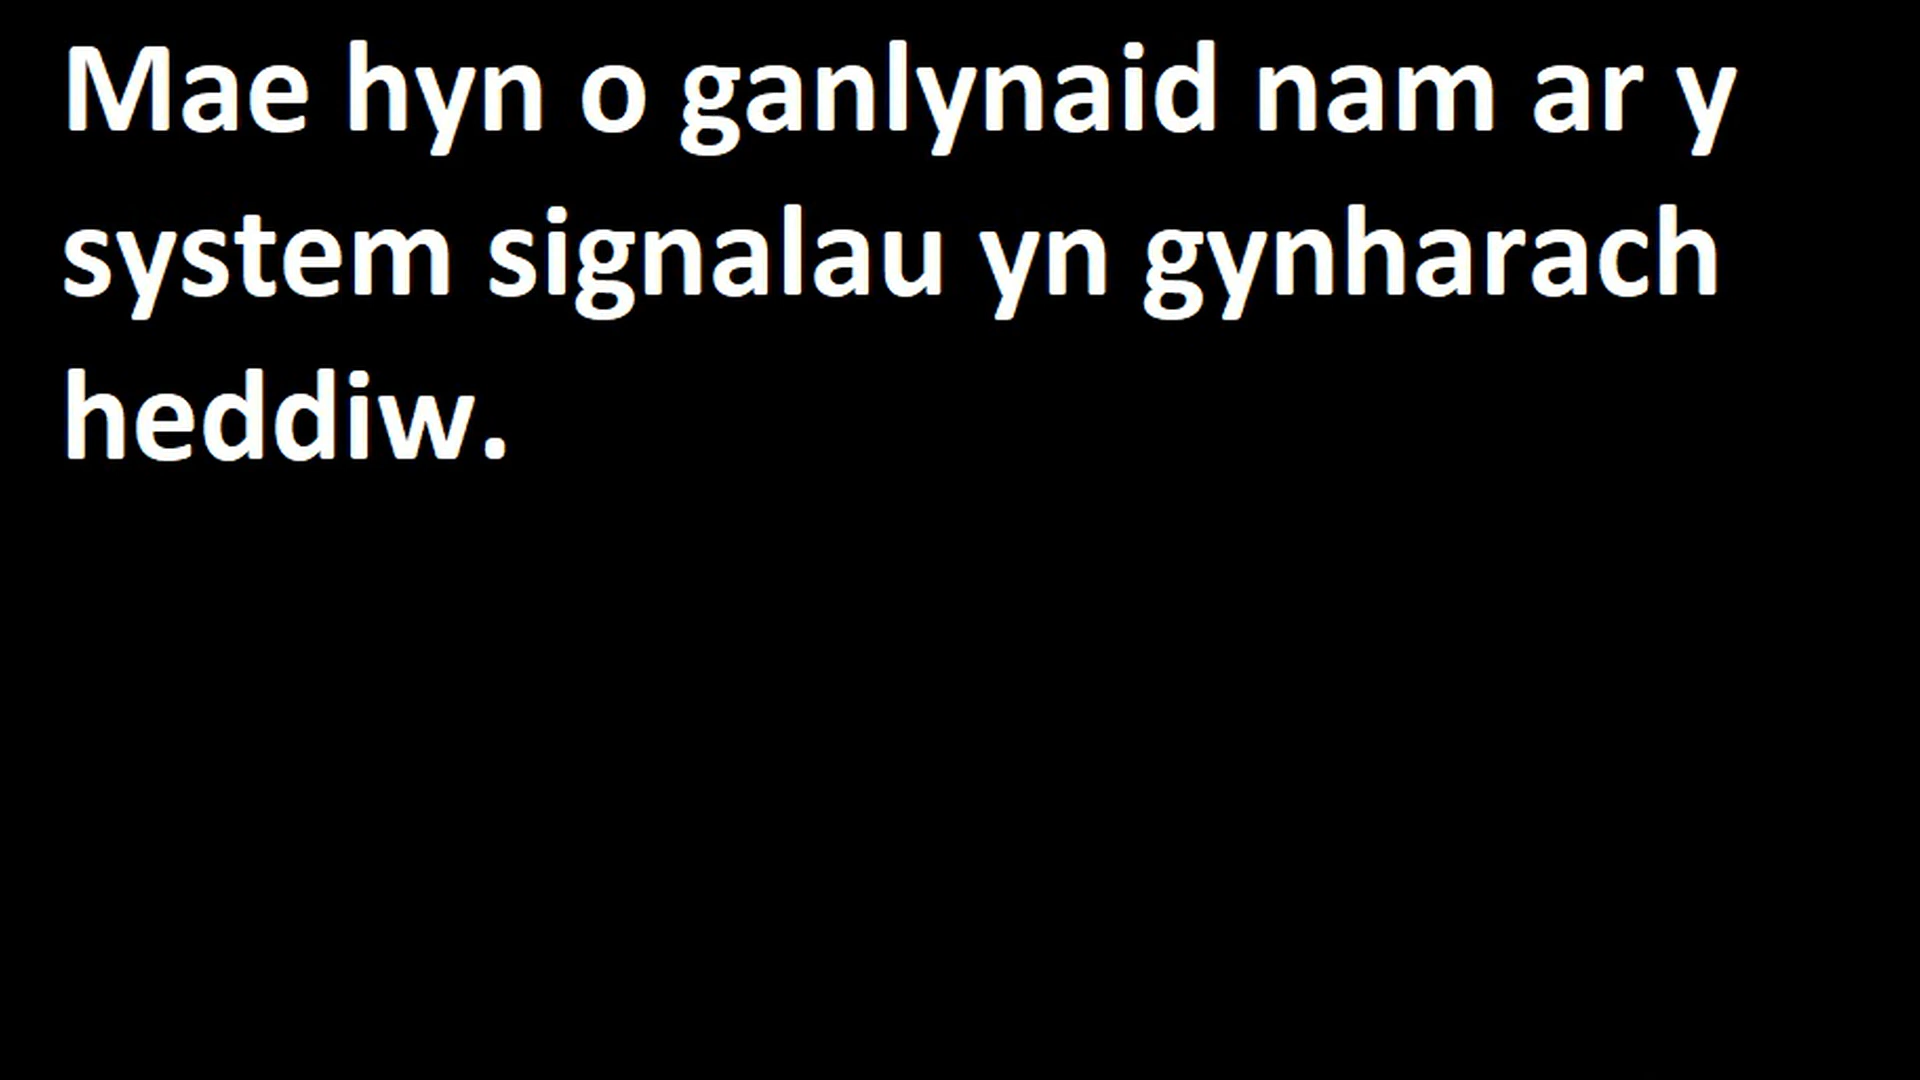 Mae hyn o ganlynaid nam ar y
system signalau yn gynharach
heddiw.